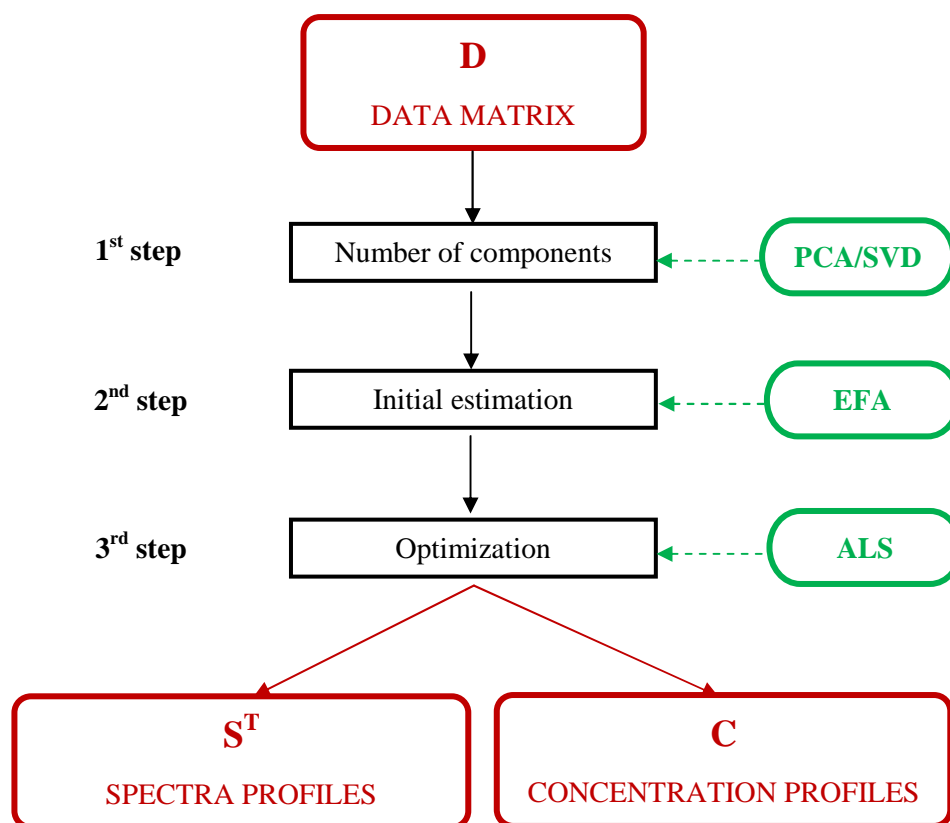 D
DATA MATRIX
1st step
Number of components
PCA/SVD
2nd step
Initial estimation
EFA
3rd step
Optimization
ALS
S^T
SPECTRA PROFILES
C
CONCENTRATION PROFILES